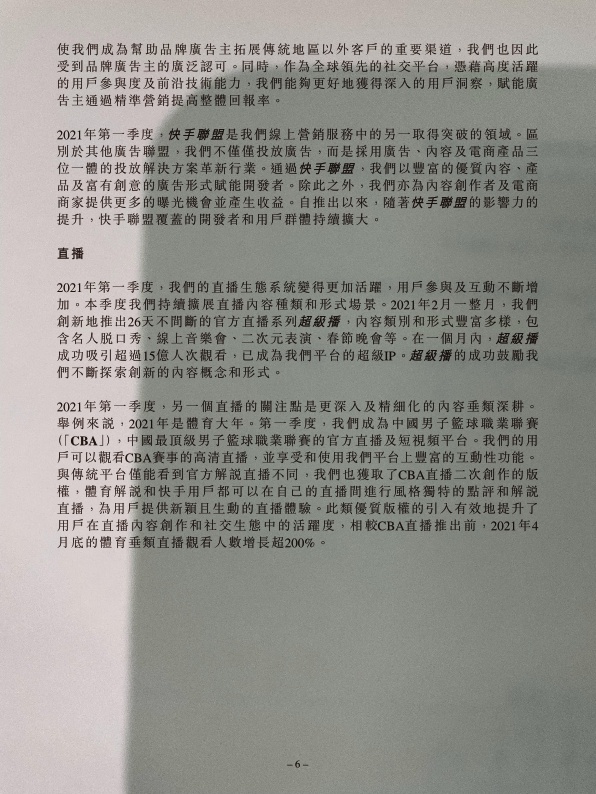 使我們成為幫助品牌廣告主拓展傳統地區以外客戶的重要渠道，我們也因此
受到品牌廣告主的廣泛認可。同時，作為全球領先的社交平台，憑藉高度活躍
的用戶參與度及前沿技術能力，我們能夠更好地獲得深入的用戶洞察，賦能廣
告主通過精準營銷提高整體回報率。
2021年第一季度，快手聯盟是我們線上營銷服務中的另一取得突破的領域。區
別於其他廣告聯盟，我們不僅僅投放廣告，而是採用廣告、內容及電商產品三
位一體的投放解決方案革新行業。通過快手聯盟，我們以豐富的優質內容、產
品及富有創意的廣告形式賦能開發者。除此之外，我們亦為內容創作者及電商
商家提供更多的曝光機會並產生收益。自推出以來，隨著快手聯盟的影響力的
提升，快手聯盟覆蓋的開發者和用戶群體持續擴大。
直播
2021年第一季度，我們的直播生態系統變得更加活躍，用戶參與及互動不斷增
加。本季度我們持續擴展直播內容種類和形式場景。2021年2月一整月，我們
創新地推出26天不間斷的官方直播系列超級播，內容類別和形式豐富多樣，包
含名人脫口秀、線上音樂會、二次元表演、春節晚會等。在一個月內，超級播
成功吸引超過15億人次觀看，已成為我們平台的超級IP。超級播的成功鼓勵我
們不斷探索創新的內容概念和形式。
2021年第一季度，另一個直播的關注點是更深入及精細化的內容垂類深耕。
舉例來說，2021年是體育大年。第一季度，我們成為中國男子籃球職業聯賽
(「CBA」)，中國最頂級男子籃球職業聯賽的官方直播及短視頻平台。我們的用
戶可以觀看CBA賽事的高清直播，並享受和使用我們平台上豐富的互動性功能。
與傳統平台僅能看到官方解說直播不同，我們也獲取了CBA直播二次創作的版
權，體育解說和快手用戶都可以在自己的直播間進行風格獨特的點評和解說
直播，為用戶提供新穎且生動的直播體驗。此類優質版權的引入有效地提升了
用戶在直播內容創作和社交生態中的活躍度，相較CBA直播推出前，2021年4
月底的體育垂類直播觀看人數增長超200%。
– 6 –